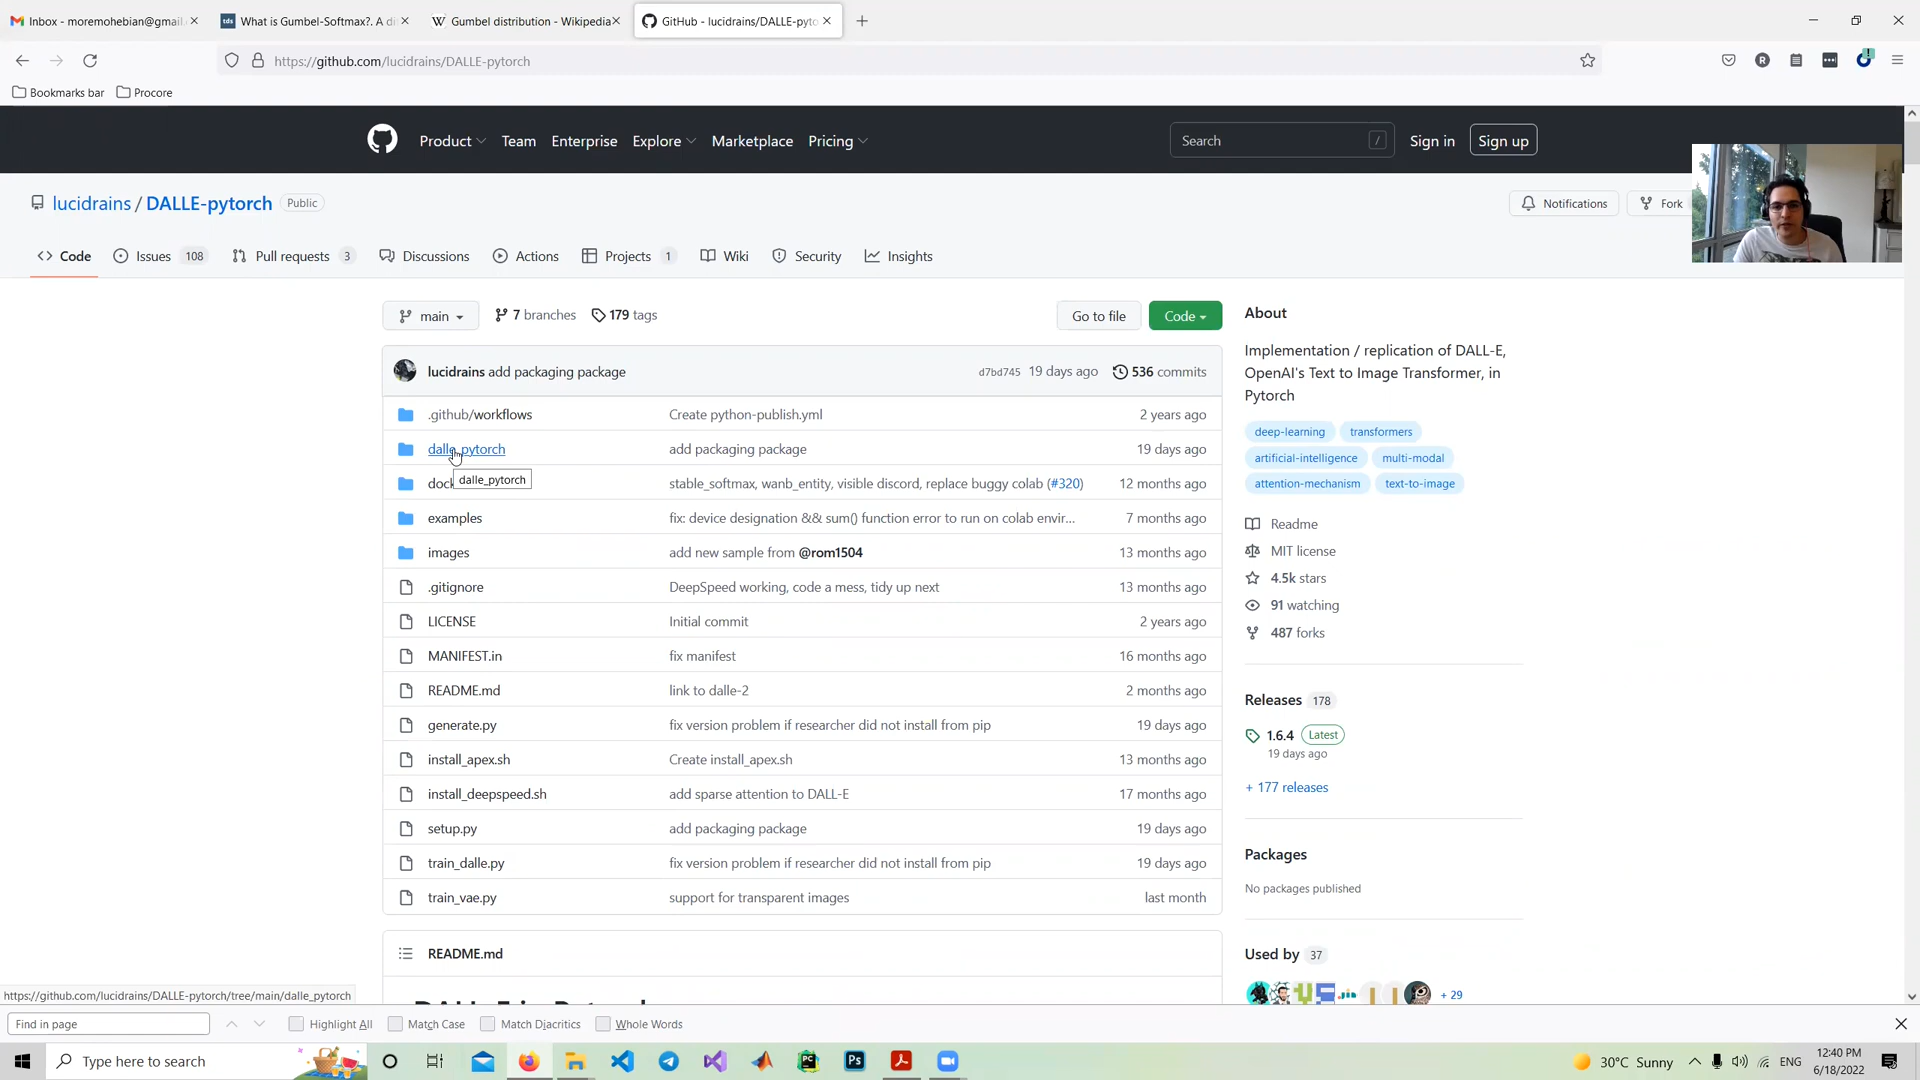 Inbox - moremohebian@gmail.
What is Gumbel-Softmax?. A di
Gumbel distribution - Wikipedia
GitHub - lucidrains/DALLE-pyto
https://github.com/lucidrains/DALLE-pytorch
Bookmarks bar
Procore
Product
Team
Enterprise
Explore
Marketplace
Pricing
Search
/
Sign in
Sign up
lucidrains / DALLE-pytorch
Public
Notifications
Fork
Code
Issues 108
Pull requests 3
Discussions
Actions
Projects 1
Wiki
Security
Insights
main
7 branches
179 tags
Go to file
Code
lucidrains add packaging package
d7bd745 19 days ago
536 commits
.github/workflows Create python-publish.yml 2 years ago
dalle_pytorch add packaging package 19 days ago
dalle_pytorch
dock stable_softmax, wanb_entity, visible discord, replace buggy colab (#320) 12 months ago
examples fix: device designation && sum() function error to run on colab envir... 7 months ago
images add new sample from @rom1504 13 months ago
.gitignore DeepSpeed working, code a mess, tidy up next 13 months ago
LICENSE Initial commit 2 years ago
MANIFEST.in fix manifest 16 months ago
README.md link to dalle-2 2 months ago
generate.py fix version problem if researcher did not install from pip 19 days ago
install_apex.sh Create install_apex.sh 13 months ago
install_deepspeed.sh add sparse attention to DALL-E 17 months ago
setup.py add packaging package 19 days ago
train_dalle.py fix version problem if researcher did not install from pip 19 days ago
train_vae.py support for transparent images last month
README.md
About
Implementation / replication of DALL-E,
OpenAI's Text to Image Transformer, in
Pytorch
deep-learning transformers
artificial-intelligence multi-modal
attention-mechanism text-to-image
Readme
MIT license
4.5k stars
91 watching
487 forks
Releases 178
1.6.4 Latest
19 days ago
+ 177 releases
Packages
No packages published
Used by 37
+ 29
https://github.com/lucidrains/DALLE-pytorch/tree/main/dalle_pytorch
Find in page
Highlight All
Match Case
Match Diacritics
Whole Words
Type here to search
30°C Sunny
ENG
12:40 PM
6/18/2022